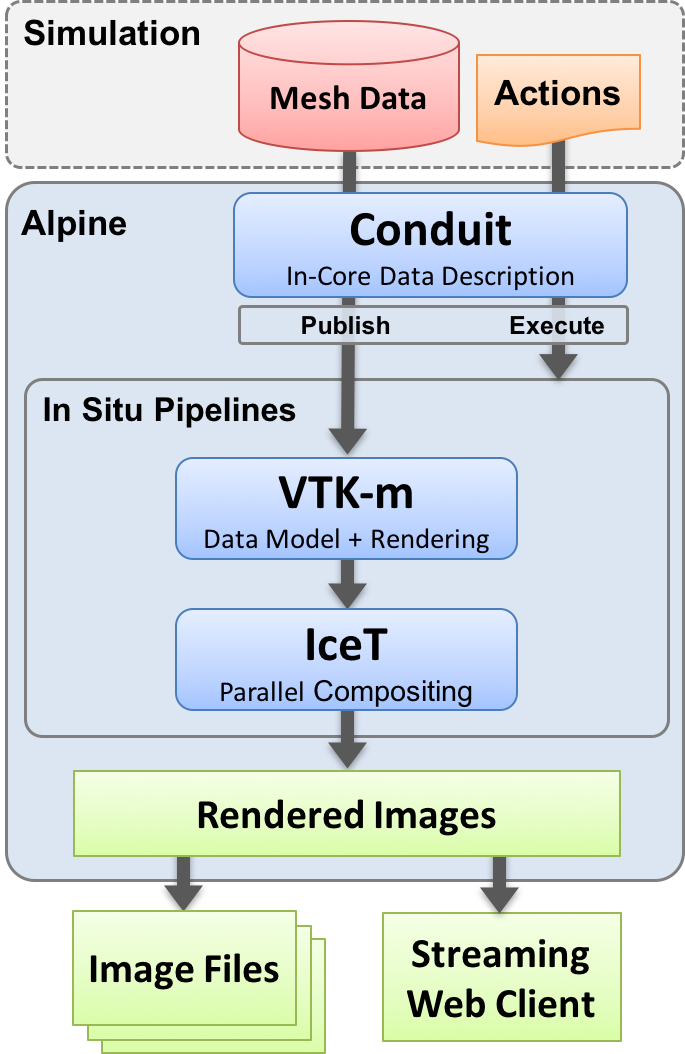 Simulation
Mesh Data
Actions
Alpine
Conduit
In-Core Data Description
Publish Execute
In Situ Pipelines
VTK-m
Data Model + Rendering
IceT
Parallel Compositing
Rendered Images
Image Files
Streaming
Web Client